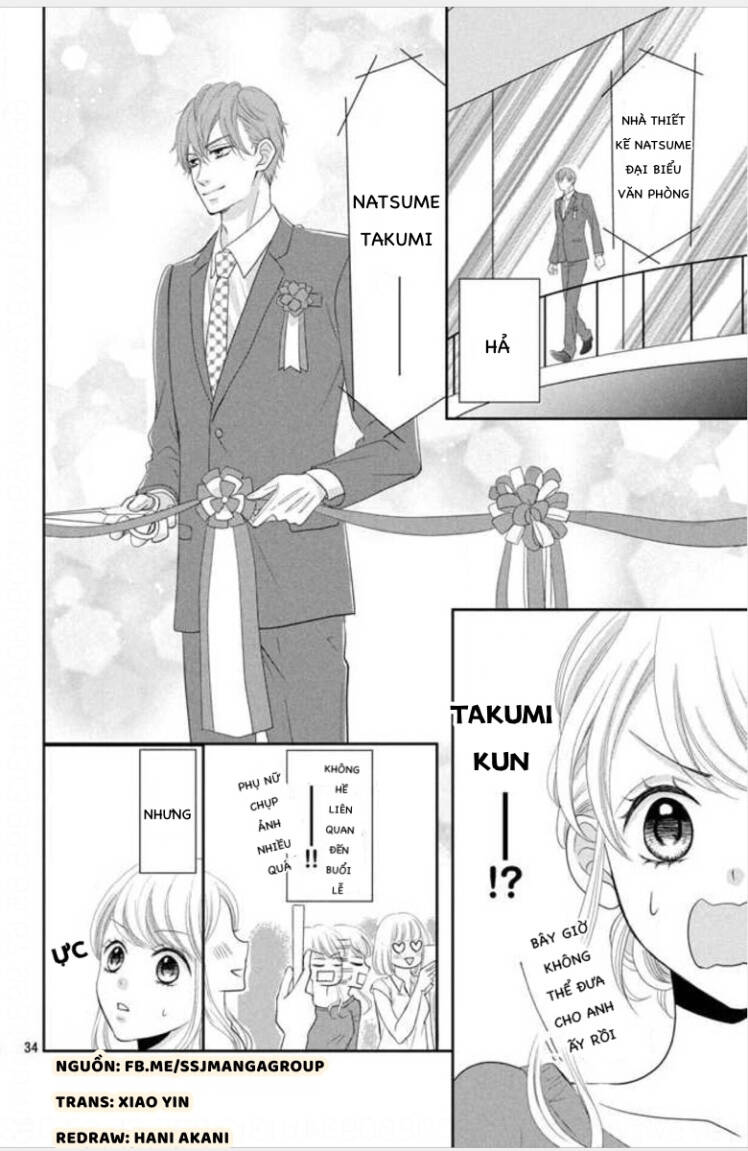 NHÀ THIẾT
KẾ NATSUME
ĐẠI BIỂU
VĂN PHÒNG
HẢ
NATSUME
TAKUMI
TAKUMI
KUN
!?
BÂY GIỜ
KHÔNG
THỂ ĐƯA
CHO ANH
ẤY RỒI
KHÔNG
HỀ
LIÊN
QUAN
ĐẾN
BUỔI
LỄ
!!
PHỤ NỮ
CHỤP
ẢNH
NHIỀU
QUÁ
NHƯNG
ỰC
34
NGUỒN: FB.ME/SSJMANGAGROUP
TRANS: XIAO YIN
REDRAW: HANI AKANI